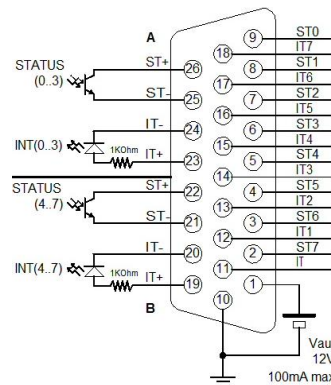 A
STATUS
(0..3)
ST+
26
ST-
25
IT-
24
INT(0..3)
1KOhm
IT+
23
STATUS
(4..7)
ST+
22
ST-
21
IT-
20
INT(4..7)
1KOhm
IT+
19
B
9 ST0
18 IT7
8 ST1
17 IT6
7 ST2
16 IT5
6 ST3
15 IT4
5 ST4
14 IT3
4 ST5
13 IT2
3 ST6
12 IT1
2 ST7
11 IT
1
10
Vau
12V
100mA max